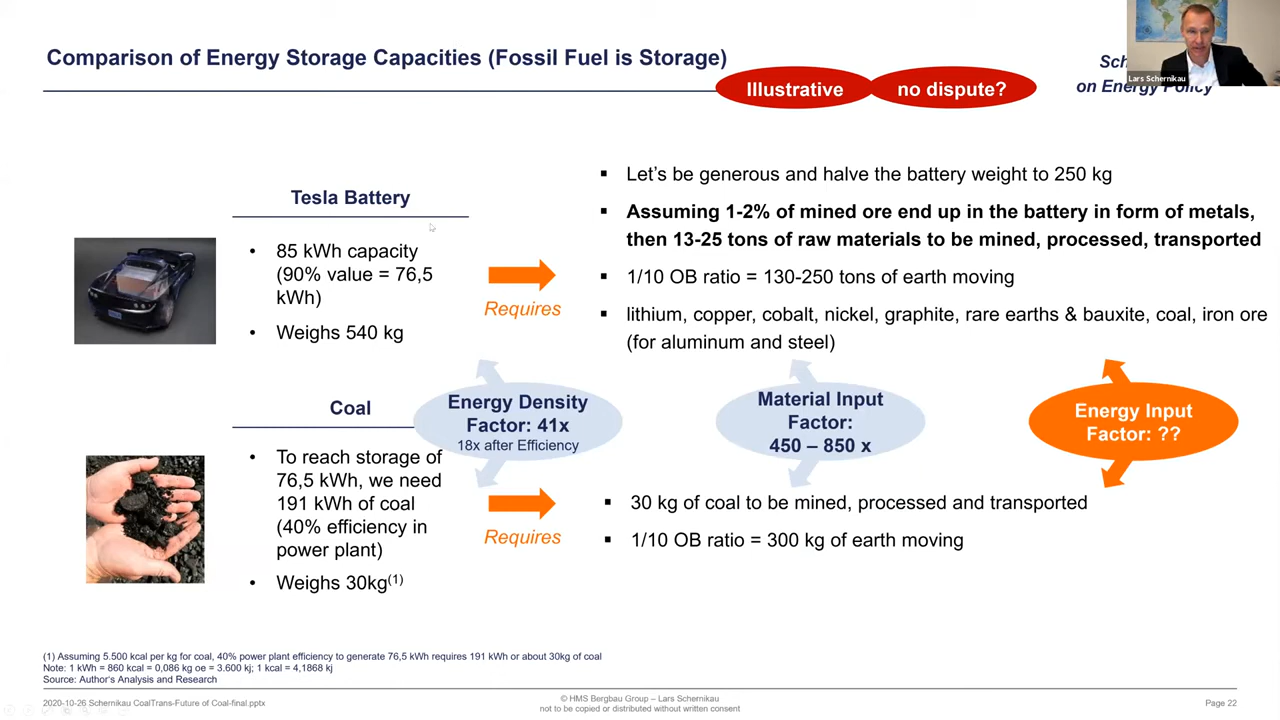 Comparison of Energy Storage Capacities (Fossil Fuel is Storage)
Illustrative
no dispute?
Lars Schernikau
on Energy Policy
Tesla Battery
• 85 kWh capacity
(90% value = 76,5
kWh)
• Weighs 540 kg
Requires
▪ Let's be generous and halve the battery weight to 250 kg
▪ Assuming 1-2% of mined ore end up in the battery in form of metals,
then 13-25 tons of raw materials to be mined, processed, transported
▪ 1/10 OB ratio = 130-250 tons of earth moving
▪ lithium, copper, cobalt, nickel, graphite, rare earths & bauxite, coal, iron ore
(for aluminum and steel)
Energy Density
Factor: 41x
18x after Efficiency
Material Input
Factor:
450 – 850 x
Energy Input
Factor: ??
Coal
• To reach storage of
76,5 kWh, we need
191 kWh of coal
(40% efficiency in
power plant)
• Weighs 30kg(1)
Requires
▪ 30 kg of coal to be mined, processed and transported
▪ 1/10 OB ratio = 300 kg of earth moving
(1) Assuming 5.500 kcal per kg for coal, 40% power plant efficiency to generate 76,5 kWh requires 191 kWh or about 30kg of coal
Note: 1 kWh = 860 kcal = 0,086 kg oe = 3.600 kj; 1 kcal = 4,1868 kj
Source: Author's Analysis and Research
2020-10-26 Schernikau CoalTrans-Future of Coal-final.pptx
© HMS Bergbau Group – Lars Schernikau
not to be copied or distributed without written consent
Page 22